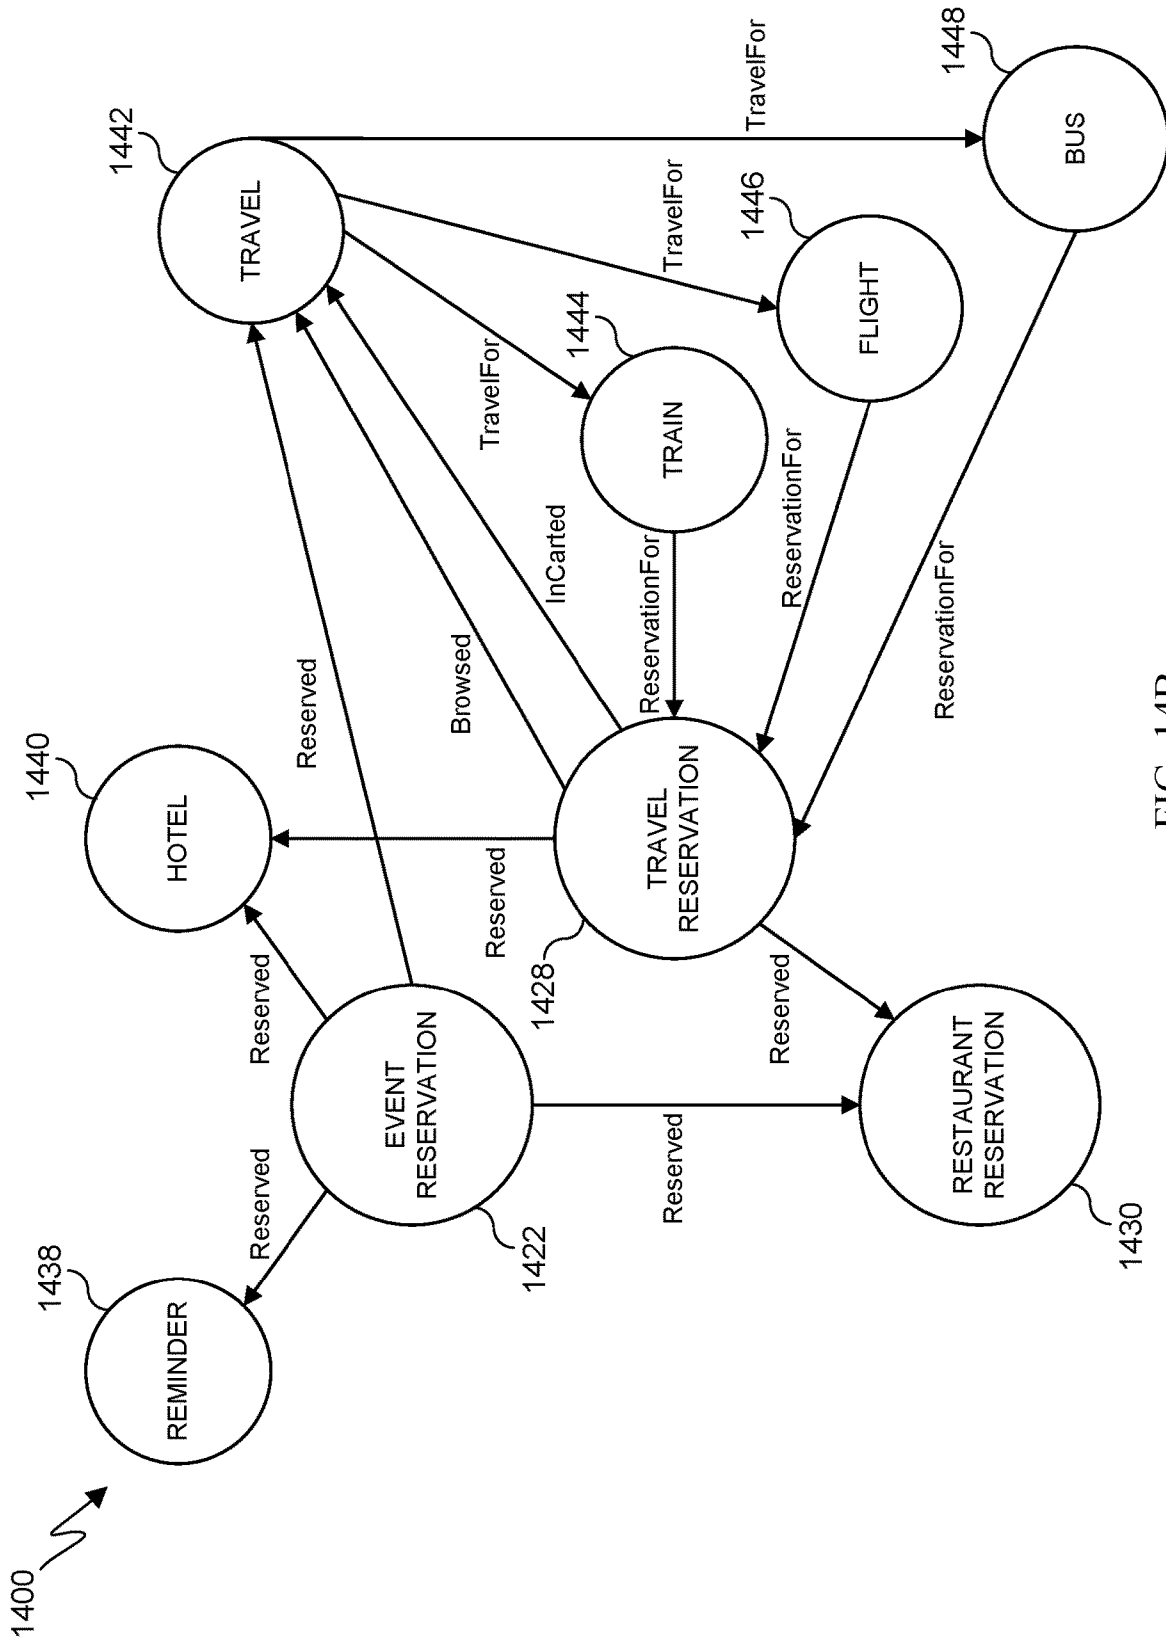 1400
1438
1440
1442
REMINDER
HOTEL
TRAVEL
Reserved
Reserved
Reserved
EVENT
RESERVATION
Browsed
TravelFor
1422
Reserved
1428
InCarted
1444
TRAVEL
RESERVATION
ReservationFor
TRAIN
TravelFor
Reserved
Reserved
ReservationFor
1446
TravelFor
FLIGHT
RESTAURANT
RESERVATION
ReservationFor
1448
BUS
1430
FIG.